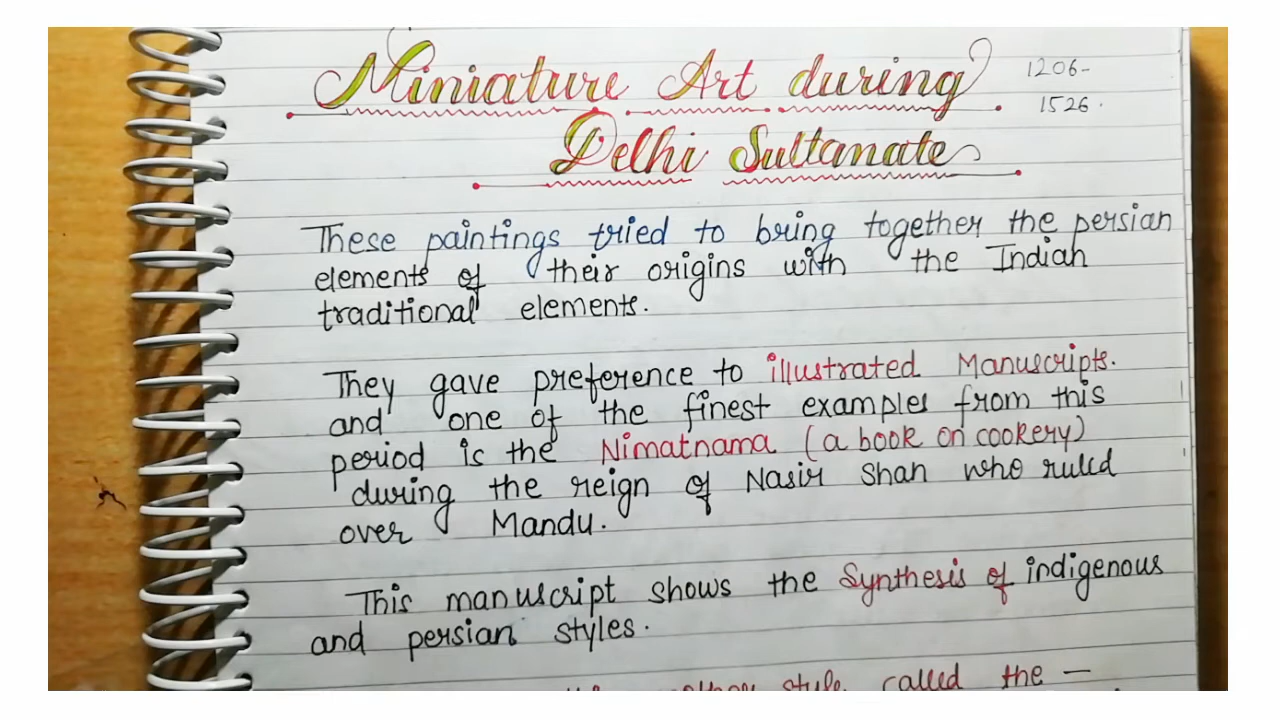 Miniature Art during
1206-
1526.
Delhi Sultanate
These paintings tried to bring together the persian
elements of their origins with the Indian
traditional elements.
They gave preference to illustrated Manuscripts.
and one of the finest examples from this
period is the Nimatnama (a book on cookery)
during the reign of Nasir Shah who ruled
over Mandu.
This manuscript shows the Synthesis of indigenous
and persian styles.
style called the —